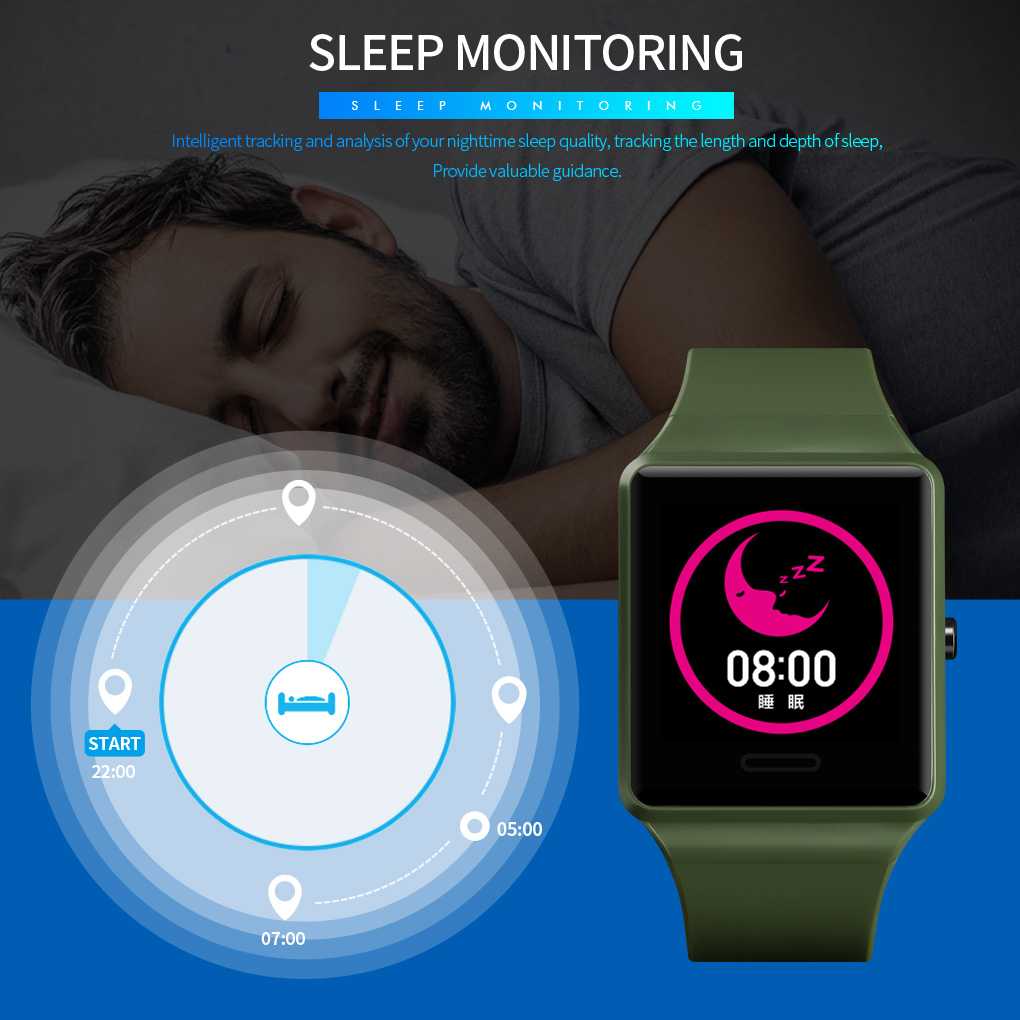 SLEEP MONITORING
SLEEP MONITORING
Intelligent tracking and analysis of your nighttime sleep quality, tracking the length and depth of sleep,
Provide valuable guidance.
z z Z
08:00
睡 眠
START
22:00
05:00
07:00